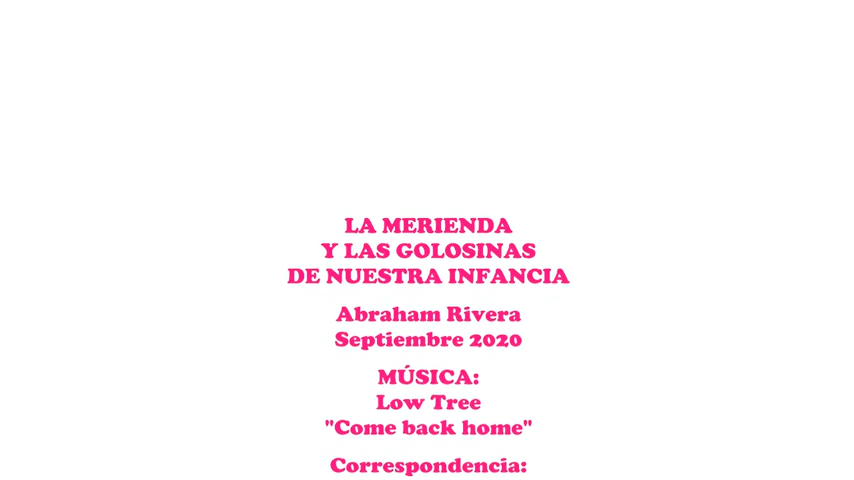 LA MERIENDA
Y LAS GOLOSINAS
DE NUESTRA INFANCIA
Abraham Rivera
Septiembre 2020
MÚSICA:
Low Tree
"Come back home"
Correspondencia: